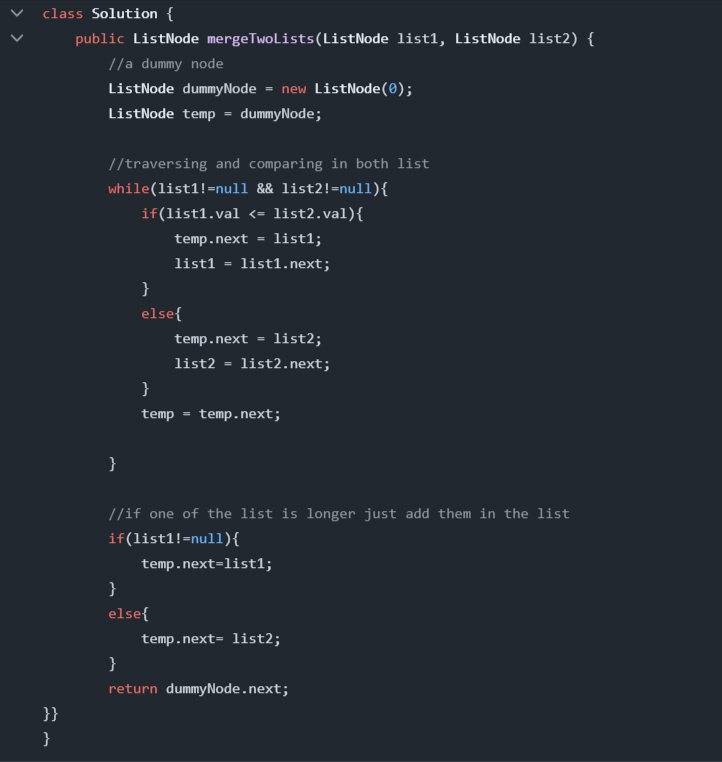 class Solution {
    public ListNode mergeTwoLists(ListNode list1, ListNode list2) {
        //a dummy node
        ListNode dummyNode = new ListNode(0);
        ListNode temp = dummyNode;
        //traversing and comparing in both list
        while(list1!=null && list2!=null){
            if(list1.val <= list2.val){
                temp.next = list1;
                list1 = list1.next;
            }
            else{
                temp.next = list2;
                list2 = list2.next;
            }
            temp = temp.next;
        }
        //if one of the list is longer just add them in the list
        if(list1!=null){
            temp.next=list1;
        }
        else{
            temp.next= list2;
        }
        return dummyNode.next;
}}
}